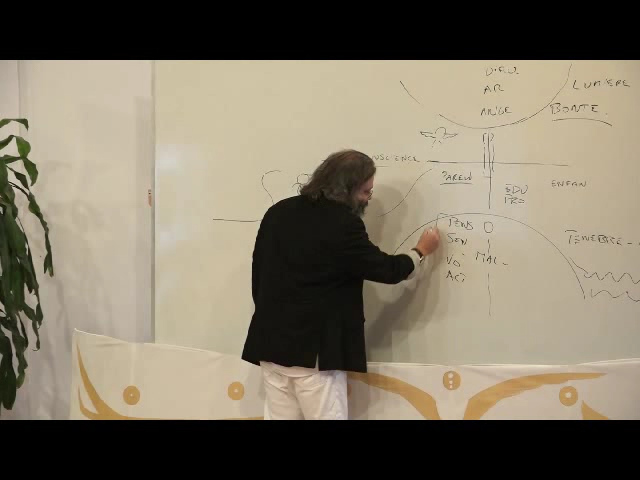 DIEU
AR
ANGE
LUMIERE
BONTE
PAREN
EDU
PRO
ENFAN
PENS
SEN
VO
ACT
MAL
TENEBRE